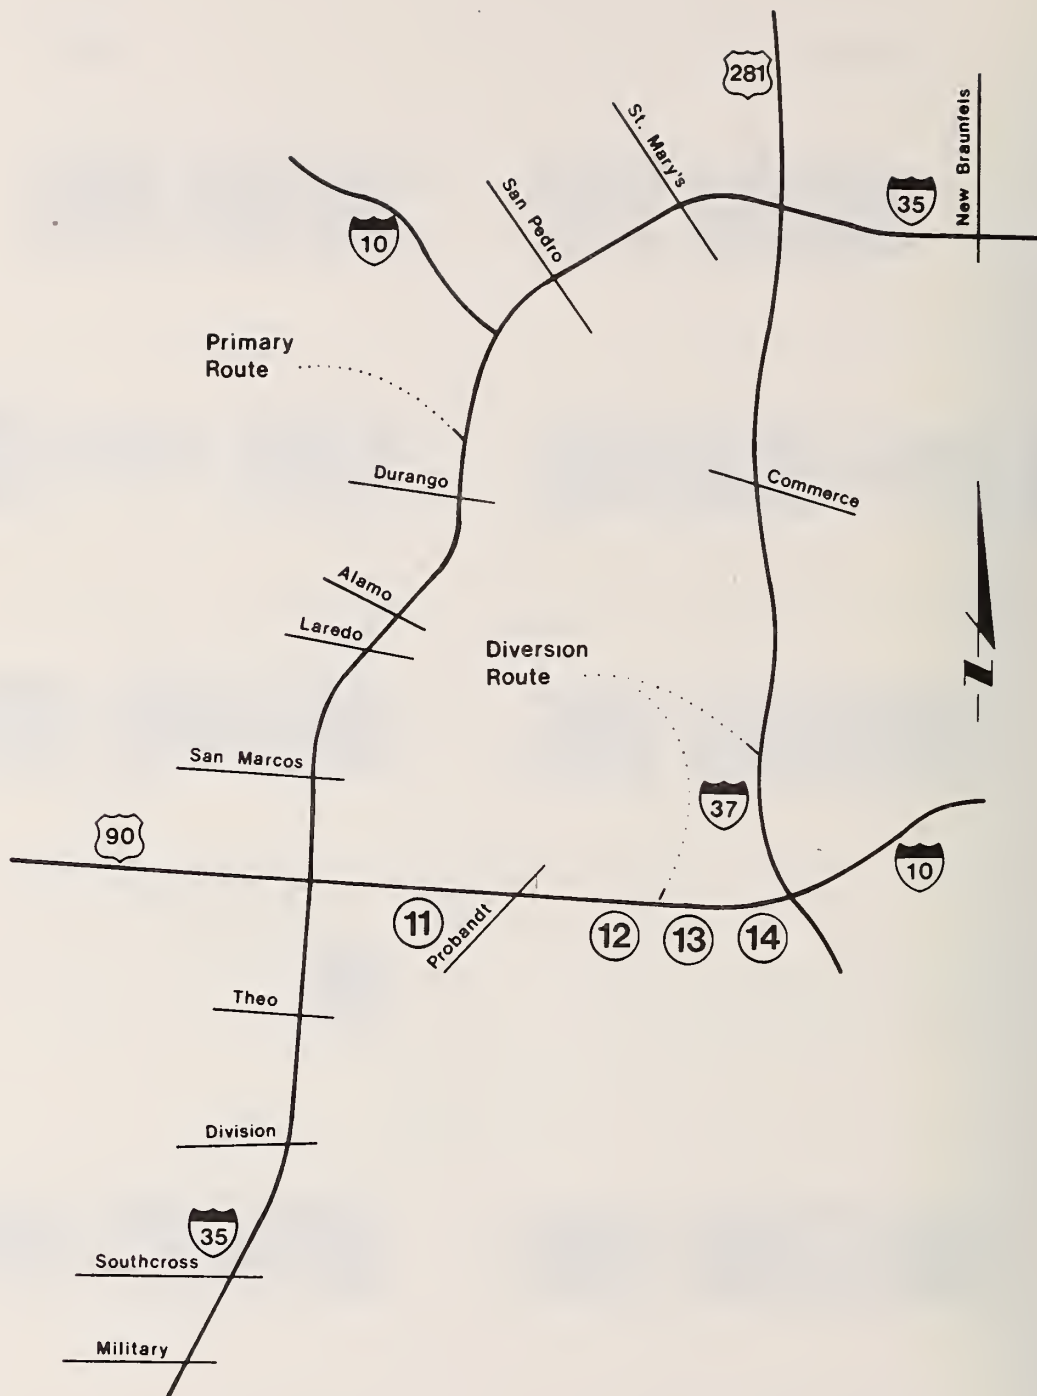 281
St. Mary's
New Braunfels
San Pedro
35
10
Primary
Route
Durango
Commerce
Alamo
Laredo
Diversion
Route
N
San Marcos
37
90
10
11
Probandt
12
13
14
Theo
Division
35
Southcross
Military